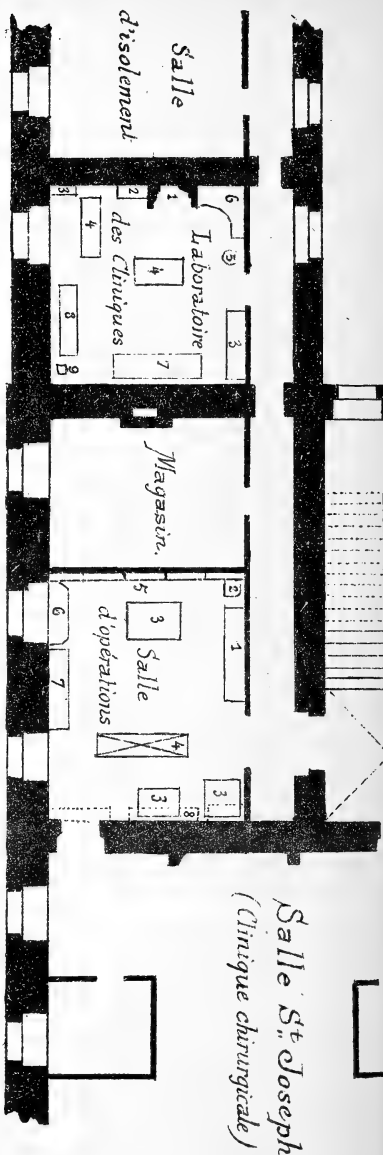 Salle
d'isolement
6
1
2
3
5
4
Laboratoire
des Cliniques
4
3
8
7
9
Magasin.
2
1
5
6
3
7
Salle
d'opérations
4
3
3
8
Salle St. Joseph
(Clinique chirurgicale)